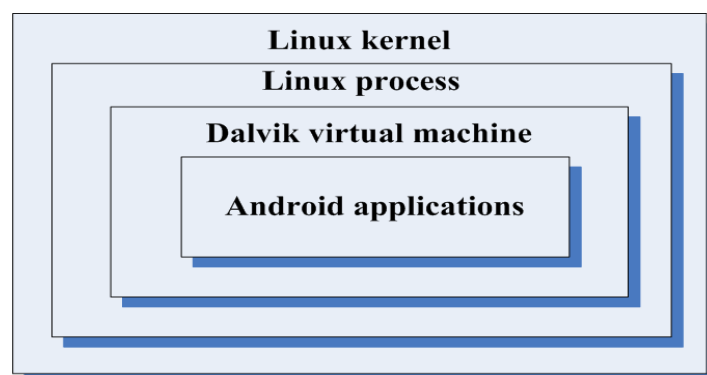 Linux kernel
Linux process
Dalvik virtual machine
Android applications